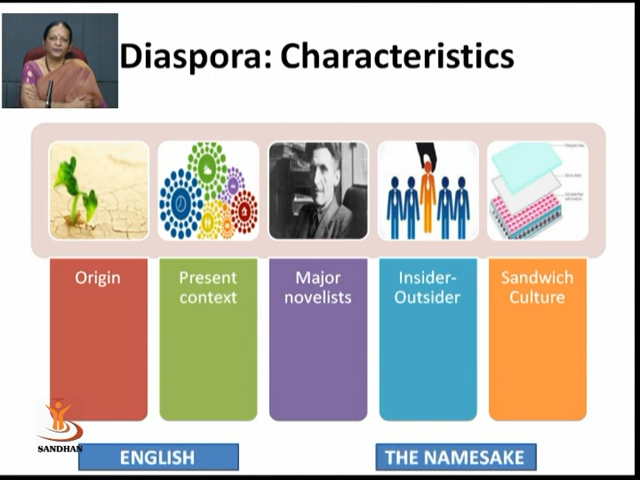 Diaspora: Characteristics
Origin
Present
context
Major
novelists
Insider-
Outsider
Sandwich
Culture
SANDHAN
ENGLISH
THE NAMESAKE